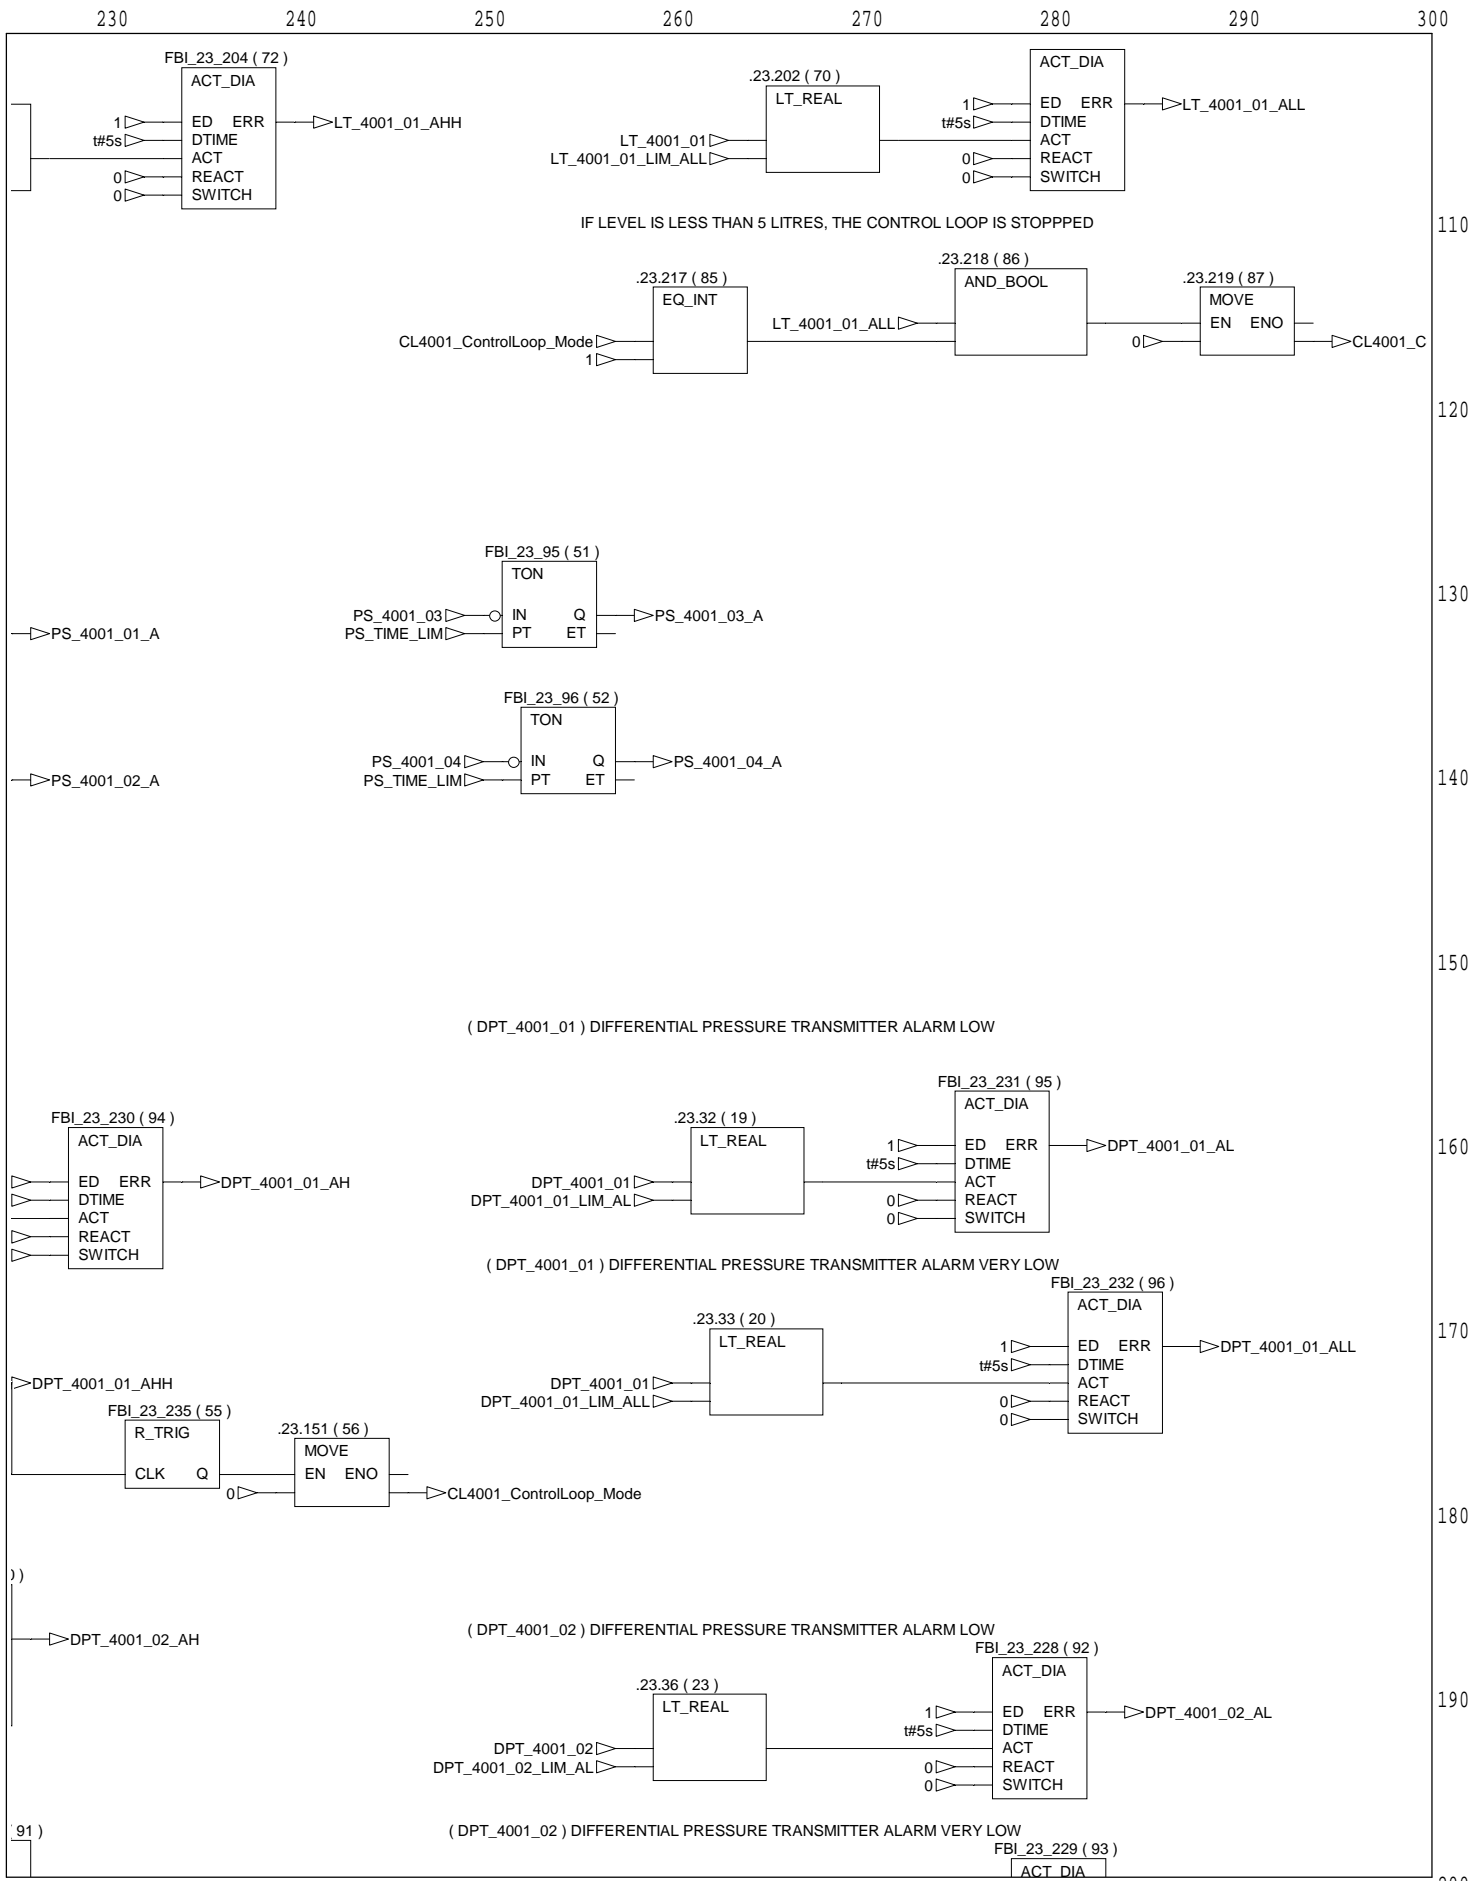 230 240 250 260 270 280 290 300
FBI_23_204 ( 72 )
ACT_DIA
1 ED ERR LT_4001_01_AHH
t#5s DTIME
ACT
0 REACT
0 SWITCH
.23.202 ( 70 )
LT_REAL
LT_4001_01
LT_4001_01_LIM_ALL
ACT_DIA
1 ED ERR LT_4001_01_ALL
t#5s DTIME
ACT
0 REACT
0 SWITCH
IF LEVEL IS LESS THAN 5 LITRES, THE CONTROL LOOP IS STOPPPED
110
.23.217 ( 85 )
EQ_INT
CL4001_ControlLoop_Mode
1
.23.218 ( 86 )
AND_BOOL
LT_4001_01_ALL
.23.219 ( 87 )
MOVE
EN ENO
0 CL4001_C
120
FBI_23_95 ( 51 )
TON
PS_4001_03 IN Q PS_4001_03_A
PS_TIME_LIM PT ET
130
PS_4001_01_A
FBI_23_96 ( 52 )
TON
PS_4001_04 IN Q PS_4001_04_A
PS_TIME_LIM PT ET
140
PS_4001_02_A
150
( DPT_4001_01 ) DIFFERENTIAL PRESSURE TRANSMITTER ALARM LOW
FBI_23_230 ( 94 )
ACT_DIA
ED ERR DPT_4001_01_AH
DTIME
ACT
REACT
SWITCH
.23.32 ( 19 )
LT_REAL
DPT_4001_01
DPT_4001_01_LIM_AL
FBI_23_231 ( 95 )
ACT_DIA
1 ED ERR DPT_4001_01_AL
t#5s DTIME
ACT
0 REACT
0 SWITCH
160
( DPT_4001_01 ) DIFFERENTIAL PRESSURE TRANSMITTER ALARM VERY LOW
.23.33 ( 20 )
LT_REAL
DPT_4001_01
DPT_4001_01_LIM_ALL
FBI_23_232 ( 96 )
ACT_DIA
1 ED ERR DPT_4001_01_ALL
t#5s DTIME
ACT
0 REACT
0 SWITCH
170
DPT_4001_01_AHH
FBI_23_235 ( 55 )
R_TRIG
CLK Q
.23.151 ( 56 )
MOVE
EN ENO
0 CL4001_ControlLoop_Mode
180
)
DPT_4001_02_AH
( DPT_4001_02 ) DIFFERENTIAL PRESSURE TRANSMITTER ALARM LOW
.23.36 ( 23 )
LT_REAL
DPT_4001_02
DPT_4001_02_LIM_AL
FBI_23_228 ( 92 )
ACT_DIA
1 ED ERR DPT_4001_02_AL
t#5s DTIME
ACT
0 REACT
0 SWITCH
190
91 )
( DPT_4001_02 ) DIFFERENTIAL PRESSURE TRANSMITTER ALARM VERY LOW
FBI_23_229 ( 93 )
ACT_DIA